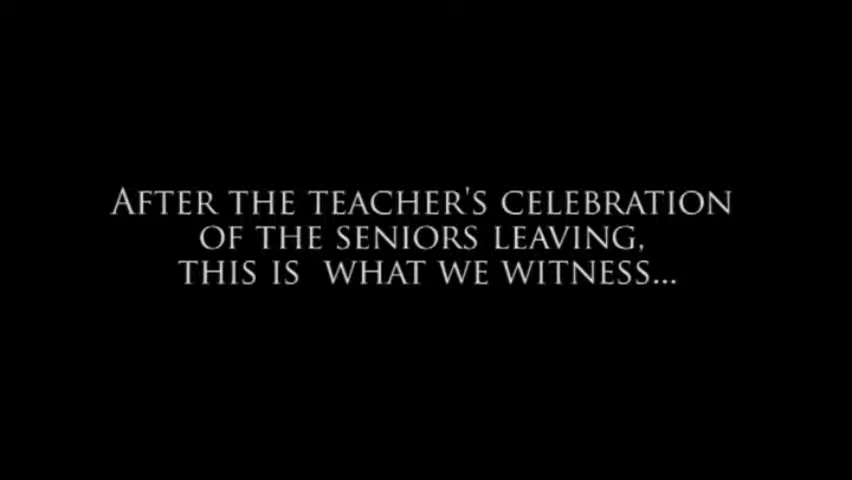 AFTER THE TEACHER'S CELEBRATION
OF THE SENIORS LEAVING,
THIS IS  WHAT WE WITNESS...